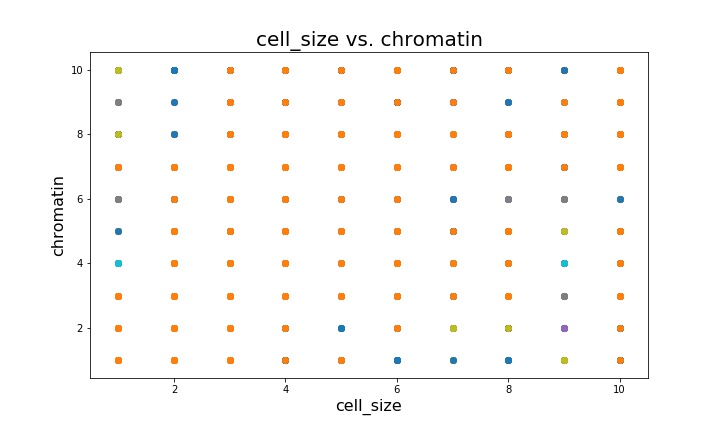 cell_size vs. chromatin
10
8
6
4
2
chromatin
2 4 6 8 10
cell_size